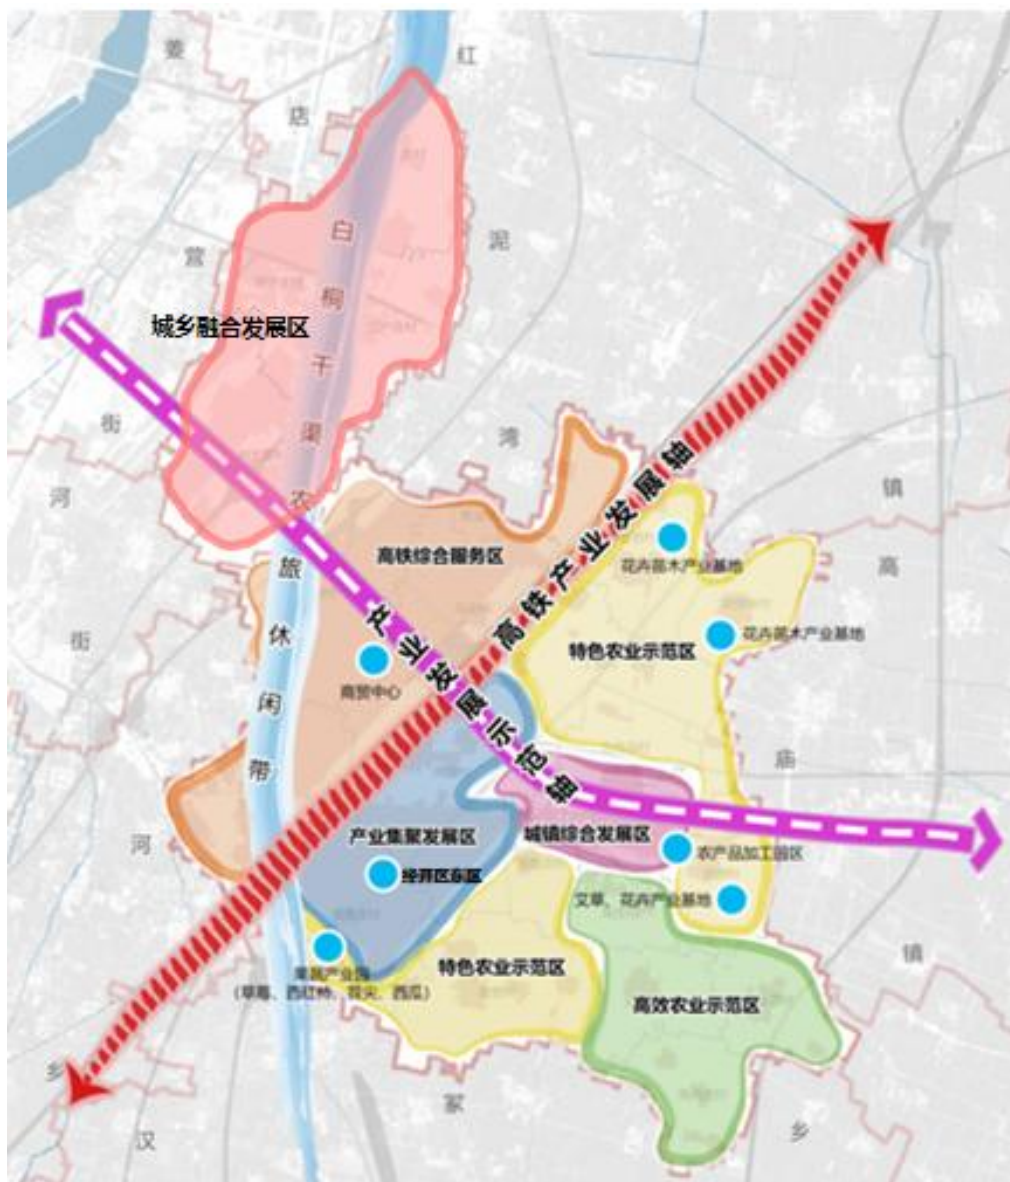 姜
红
店
营
泥
白桐干渠农旅休闲带
城乡融合发展区
街
湾
河
镇
高铁产业发展轴
高铁综合服务区
花卉苗木产业基地
高
产业发展示范轴
花卉苗木产业基地
街
特色农业示范区
商贸中心
庙
产业集聚发展区
城镇综合发展区
河
农产品加工园区
经开区东区
艾草、花卉产业基地
镇
特色农业示范区
果蔬产业园
(草莓、西红柿、羊尖、西瓜)
高效农业示范区
乡
冢
汉
乡